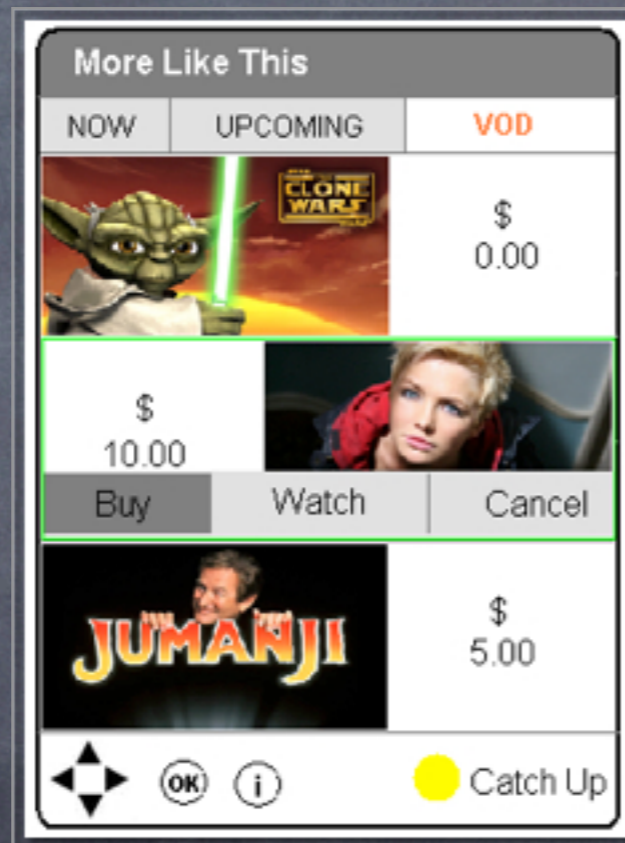 More Like This
NOW UPCOMING VOD
CLONE
WARS
$
0.00
$
10.00
Buy Watch Cancel
JUMANJI
$
5.00
OK i Catch Up